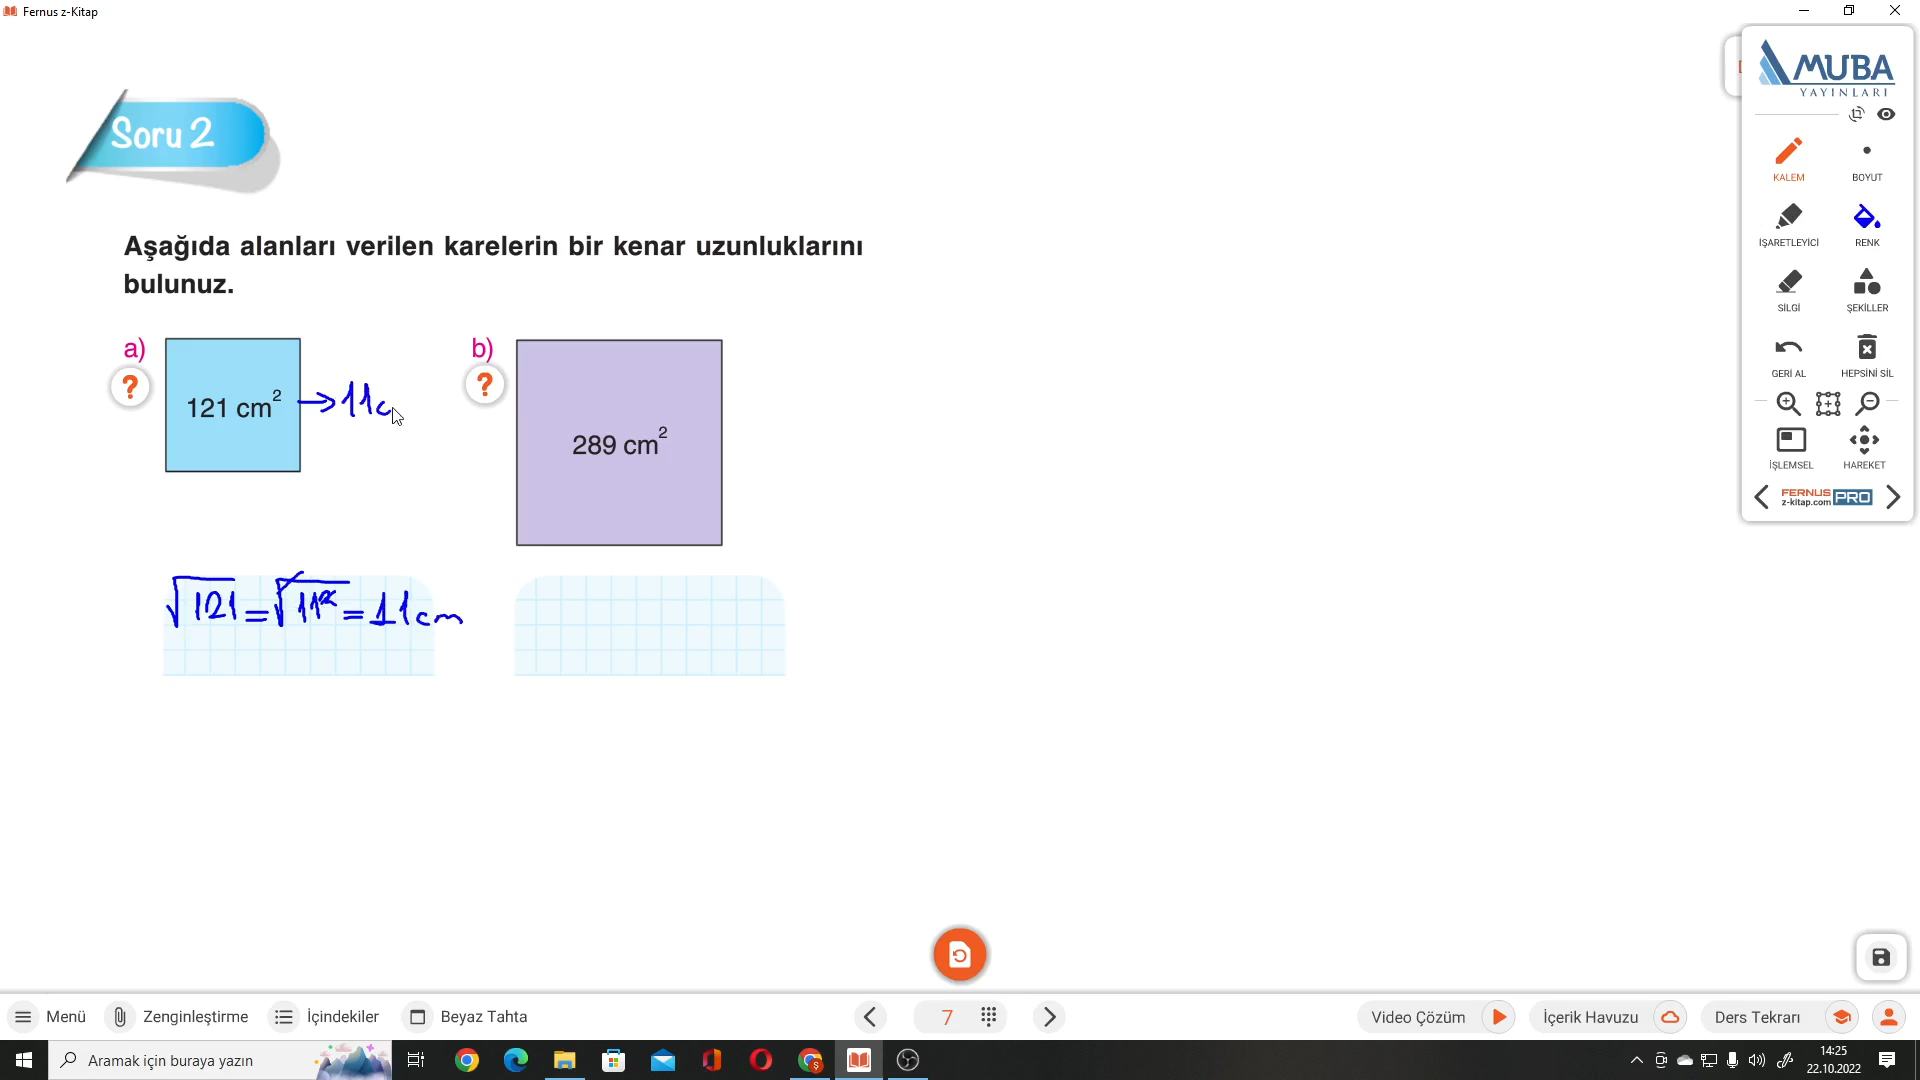 Fernus z-Kitap
MUBA
YAYINLARI
Soru 2
KALEM
BOYUT
Aşağıda alanları verilen karelerin bir kenar uzunluklarını
bulunuz.
İŞARETLEYİCİ
RENK
SİLGİ
ŞEKİLLER
a)
b)
GERİ AL
HEPSİNİ SİL
?
?
121 cm²
→11c
289 cm²
İŞLEMSEL
HAREKET
FERNUS
z-kitap.com PRO
√121 = √11² = 11cm
Menü
Zenginleştirme
İçindekiler
Beyaz Tahta
7
Video Çözüm
İçerik Havuzu
Ders Tekrarı
Aramak için buraya yazın
14:25
22.10.2022